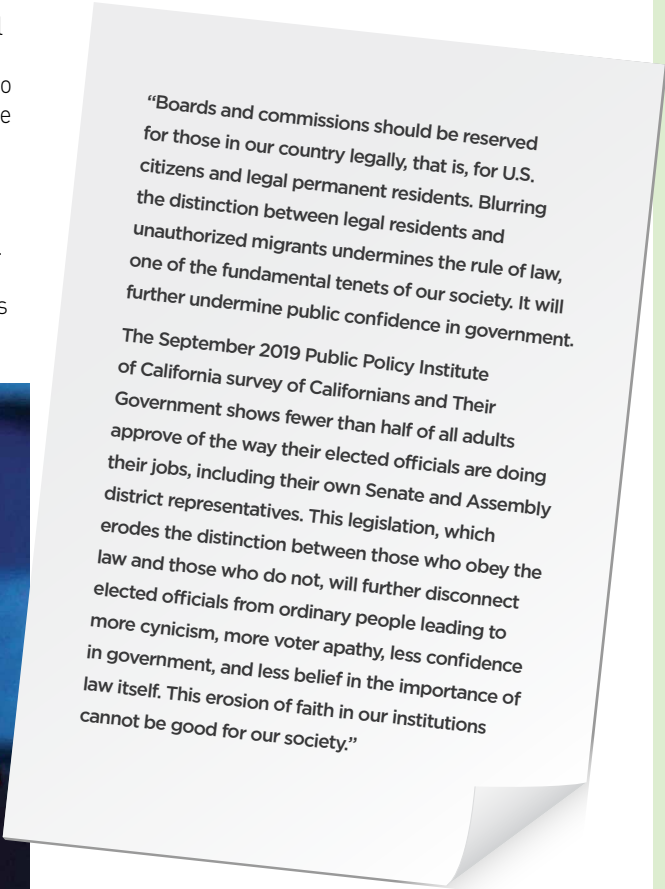 “Boards and commissions should be reserved
for those in our country legally, that is, for U.S.
citizens and legal permanent residents. Blurring
the distinction between legal residents and
unauthorized migrants undermines the rule of law,
one of the fundamental tenets of our society. It will
further undermine public confidence in government.
The September 2019 Public Policy Institute
of California survey of Californians and Their
Government shows fewer than half of all adults
approve of the way their elected officials are doing
their jobs, including their own Senate and Assembly
district representatives. This legislation, which
erodes the distinction between those who obey the
law and those who do not, will further disconnect
elected officials from ordinary people leading to
more cynicism, more voter apathy, less confidence
in government, and less belief in the importance of
law itself. This erosion of faith in our institutions
cannot be good for our society.”